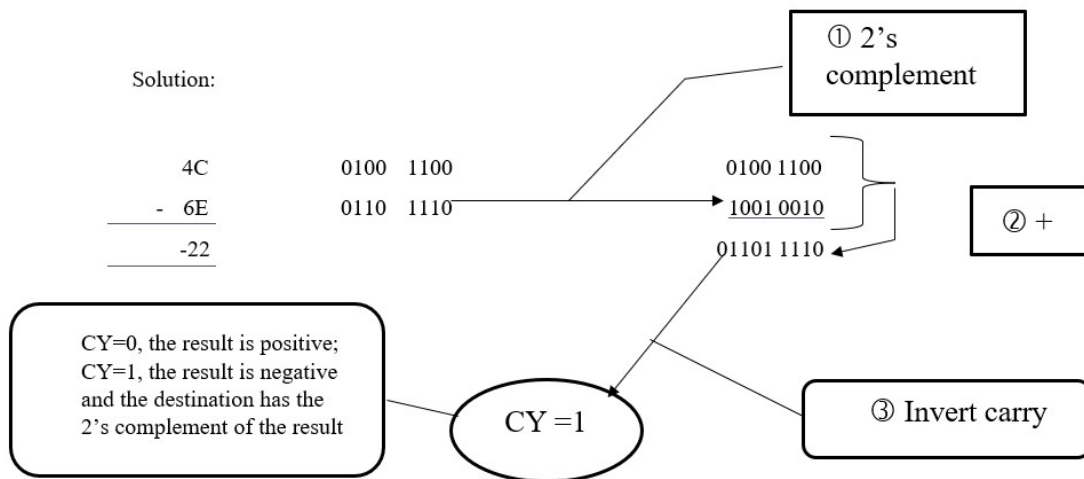 ① 2's
complement
Solution:
4C 0100 1100 0100 1100
- 6E 0110 1110 1001 0010
② +
-22 01101 1110
CY=0, the result is positive;
CY=1, the result is negative
and the destination has the
2's complement of the result
CY =1
③ Invert carry